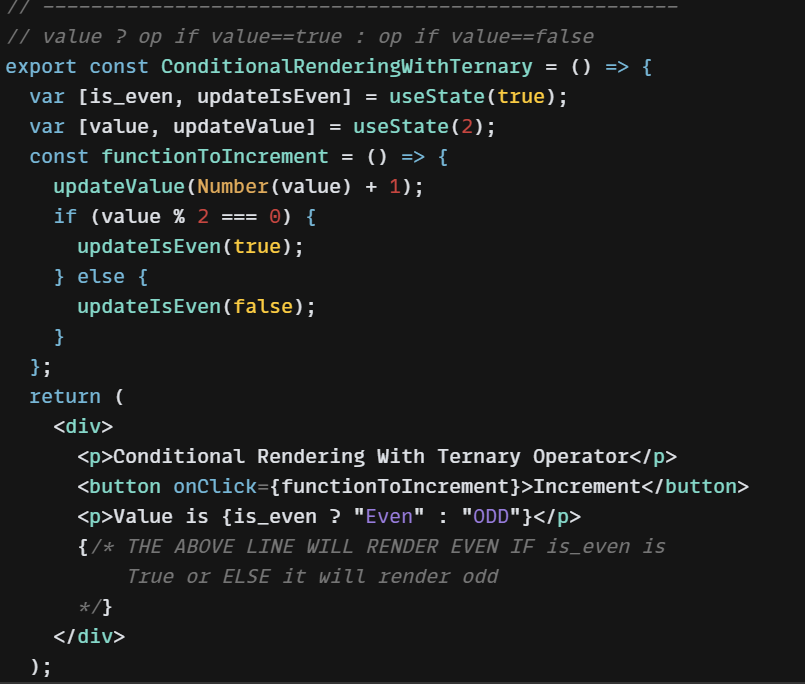 // -----------------------------------------------------
// value ? op if value==true : op if value==false
export const ConditionalRenderingWithTernary = () => {
  var [is_even, updateIsEven] = useState(true);
  var [value, updateValue] = useState(2);
  const functionToIncrement = () => {
    updateValue(Number(value) + 1);
    if (value % 2 === 0) {
      updateIsEven(true);
    } else {
      updateIsEven(false);
    }
  };
  return (
    <div>
      <p>Conditional Rendering With Ternary Operator</p>
      <button onClick={functionToIncrement}>Increment</button>
      <p>Value is {is_even ? "Even" : "ODD"}</p>
      {/* THE ABOVE LINE WILL RENDER EVEN IF is_even is
          True or ELSE it will render odd
      */}
    </div>
  );